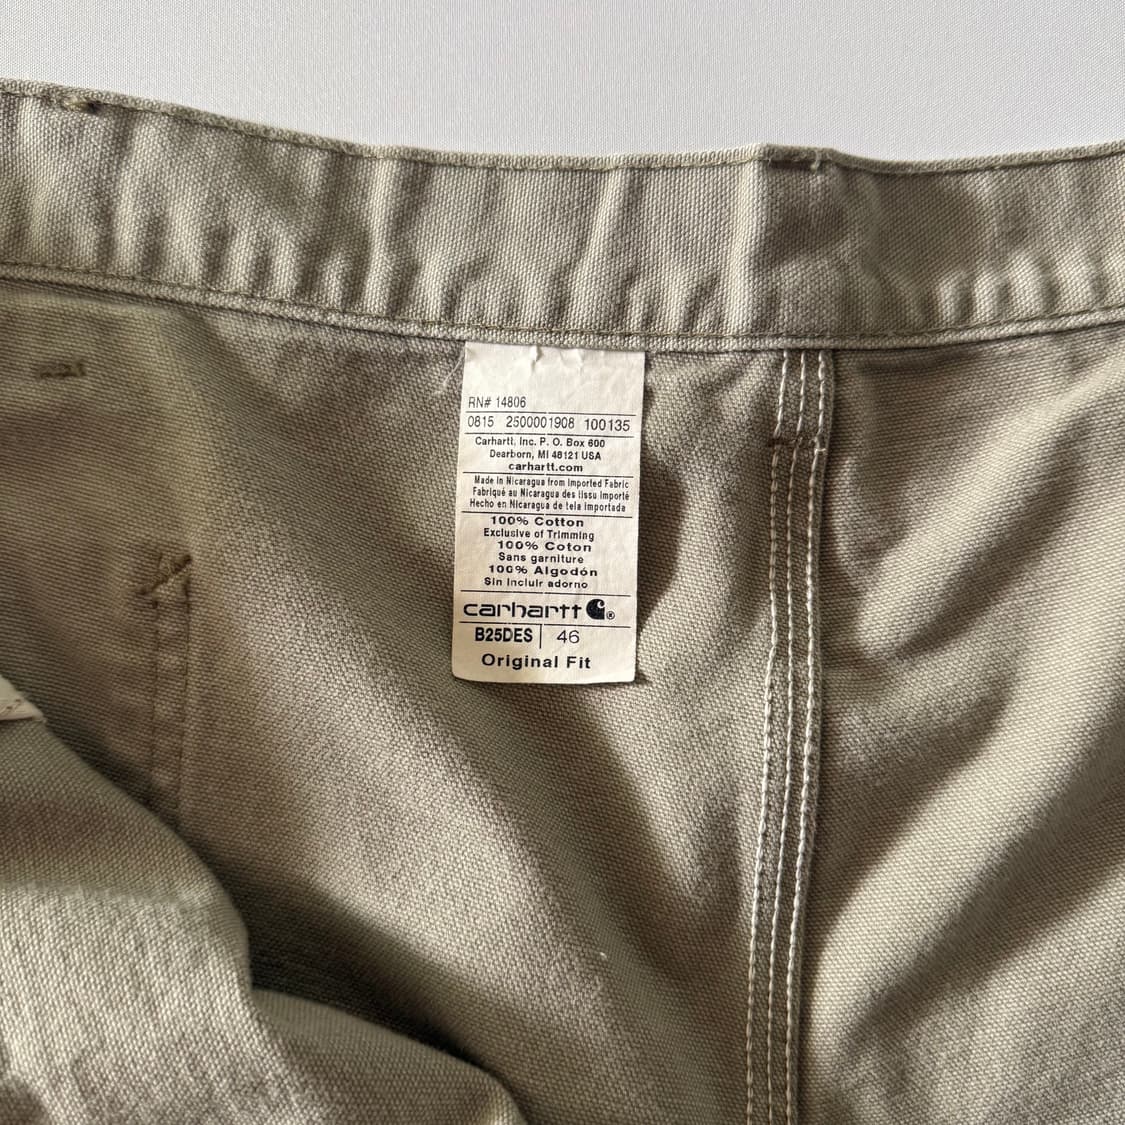 RN# 14806
0815 2500001908 100135
Carhartt, Inc. P. O. Box 600
Dearborn, MI 48121 USA
carhartt.com
Made in Nicaragua from Imported Fabric
Fabriqué au Nicaragua des tissu Importé
Hecho en Nicaragua de tela Importada
100% Cotton
Exclusive of Trimming
100% Coton
Sans garniture
100% Algodón
Sin Incluir adorno
carhartt ®
B25DES 46
Original Fit